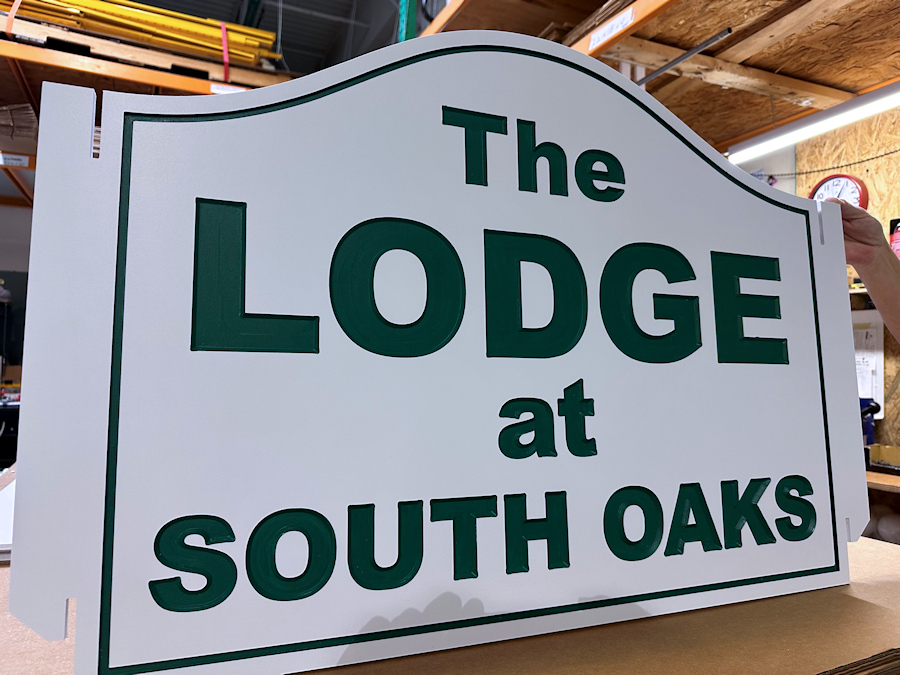 The
LODGE
at
SOUTH OAKS